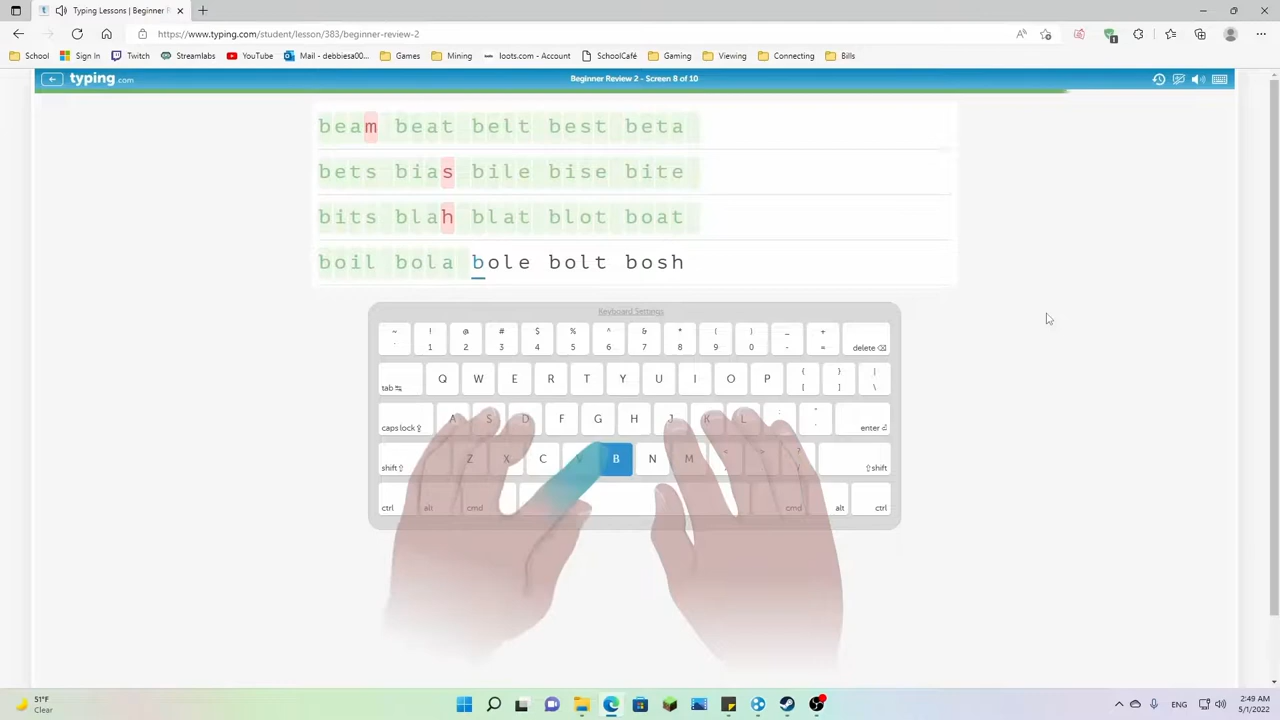 Typing Lessons | Beginner R
https://www.typing.com/student/lesson/383/beginner-review-2
School Sign In Twitch Streamlabs YouTube Mail - debbiesa00... Games Mining loots.com - Account SchoolCafé Gaming Viewing Connecting Bills
typing.com
Beginner Review 2 - Screen 8 of 10
beam beat belt best beta
bets bias bile bise bite
bits blah blat blot boat
boil bola bole bolt bosh
Keyboard Settings
~ ! @ # $ % ^ & * ( ) _ +
` 1 2 3 4 5 6 7 8 9 0 - = delete
tab Q W E R T Y U I O P { [ } ] | \
caps lock A S D F G H J K L : " enter
shift Z X C V B N M < > ? shift
ctrl alt cmd cmd alt ctrl
51°F
Clear
ENG
2:49 AM
5/1/2022